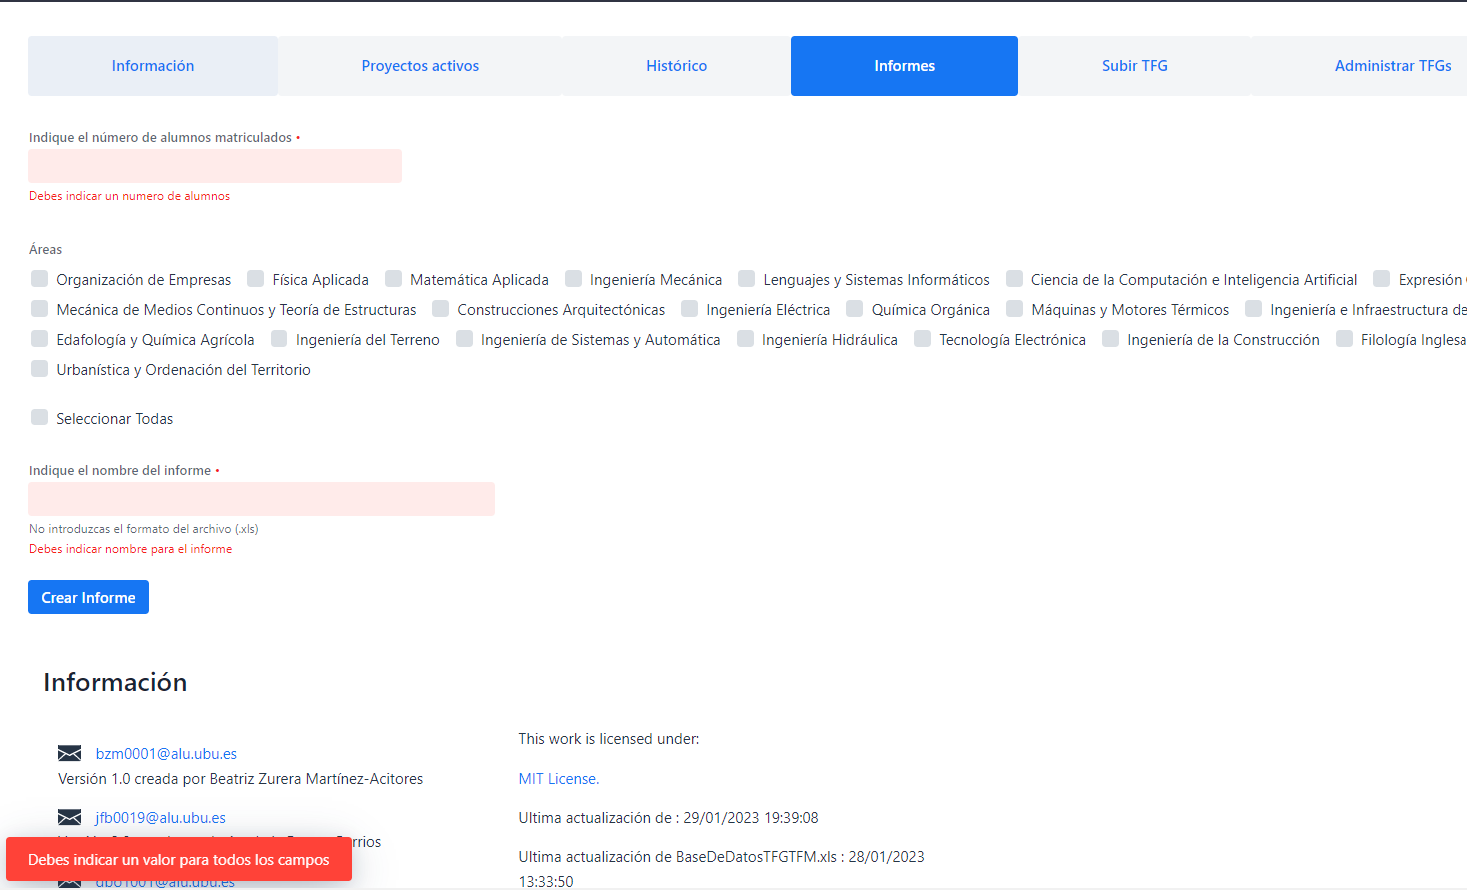 Información Proyectos activos Histórico Informes Subir TFG Administrar TFGs
Indique el número de alumnos matriculados •
Debes indicar un numero de alumnos
Áreas
Organización de Empresas Física Aplicada Matemática Aplicada Ingeniería Mecánica Lenguajes y Sistemas Informáticos Ciencia de la Computación e Inteligencia Artificial Expresión
Mecánica de Medios Continuos y Teoría de Estructuras Construcciones Arquitectónicas Ingeniería Eléctrica Química Orgánica Máquinas y Motores Térmicos Ingeniería e Infraestructura de
Edafología y Química Agrícola Ingeniería del Terreno Ingeniería de Sistemas y Automática Ingeniería Hidráulica Tecnología Electrónica Ingeniería de la Construcción Filología Inglesa
Urbanística y Ordenación del Territorio
Seleccionar Todas
Indique el nombre del informe •
No introduzcas el formato del archivo (.xls)
Debes indicar nombre para el informe
Crear Informe
Información
bzm0001@alu.ubu.es
Versión 1.0 creada por Beatriz Zurera Martínez-Acitores
jfb0019@alu.ubu.es
rrios
Debes indicar un valor para todos los campos
This work is licensed under:
MIT License.
Ultima actualización de : 29/01/2023 19:39:08
Ultima actualización de BaseDeDatosTFGTFM.xls : 28/01/2023
13:33:50